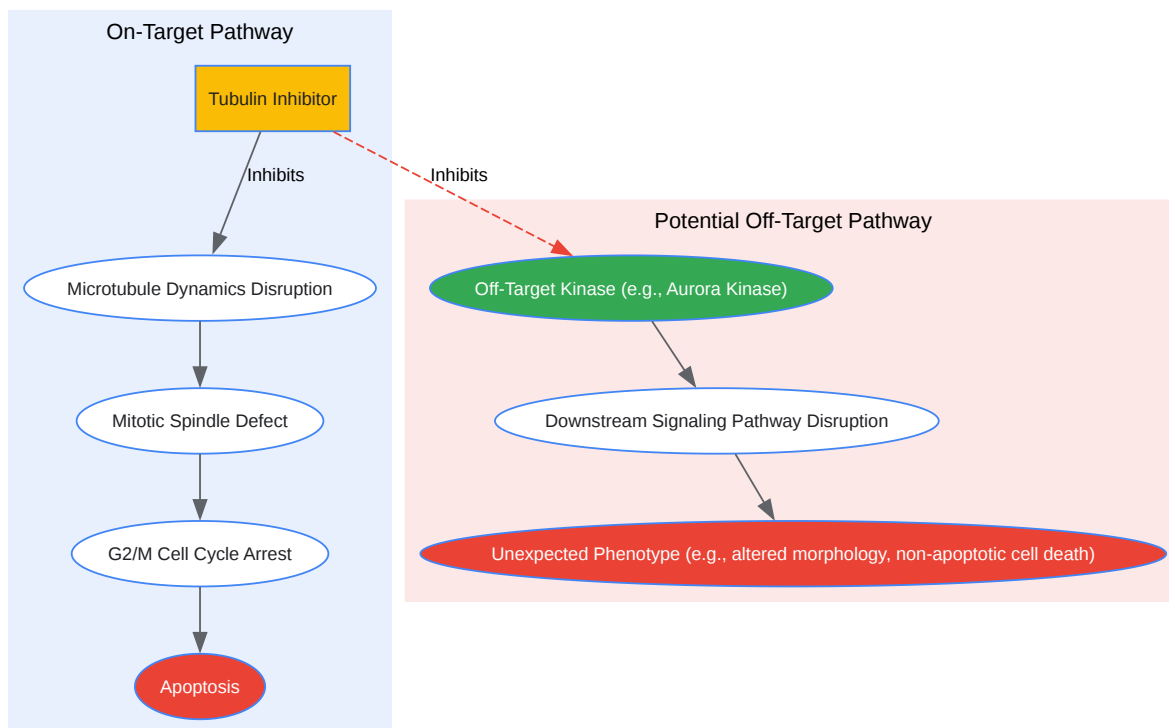 On-Target Pathway
Tubulin Inhibitor
Inhibits
Inhibits
Potential Off-Target Pathway
Microtubule Dynamics Disruption
Off-Target Kinase (e.g., Aurora Kinase)
Mitotic Spindle Defect
Downstream Signaling Pathway Disruption
G2/M Cell Cycle Arrest
Unexpected Phenotype (e.g., altered morphology, non-apoptotic cell death)
Apoptosis